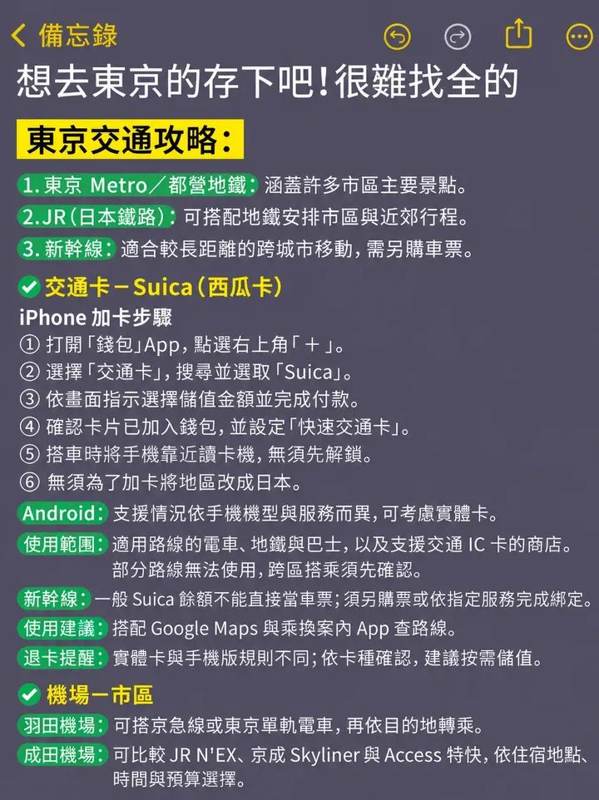 備忘錄
想去東京的存下吧！很難找全的
東京交通攻略：
1. 東京 Metro／都營地鐵：涵蓋許多市區主要景點。
2.JR（日本鐵路）：可搭配地鐵安排市區與近郊行程。
3. 新幹線：適合較長距離的跨城市移動，需另購車票。
交通卡－Suica（西瓜卡）
iPhone 加卡步驟
① 打開「錢包」App，點選右上角「＋」。
② 選擇「交通卡」，搜尋並選取「Suica」。
③ 依畫面指示選擇儲值金額並完成付款。
④ 確認卡片已加入錢包，並設定「快速交通卡」。
⑤ 搭車時將手機靠近讀卡機，無須先解鎖。
⑥ 無須為了加卡將地區改成日本。
Android：支援情況依手機機型與服務而異，可考慮實體卡。
使用範圍：適用路線的電車、地鐵與巴士，以及支援交通 IC 卡的商店。
部分路線無法使用，跨區搭乘須先確認。
新幹線：一般 Suica 餘額不能直接當車票；須另購票或依指定服務完成綁定。
使用建議：搭配 Google Maps 與乘換案內 App 查路線。
退卡提醒：實體卡與手機版規則不同；依卡種確認，建議按需儲值。
機場－市區
羽田機場：可搭京急線或東京單軌電車，再依目的地轉乘。
成田機場：可比較 JR N'EX、京成 Skyliner 與 Access 特快，依住宿地點、
時間與預算選擇。